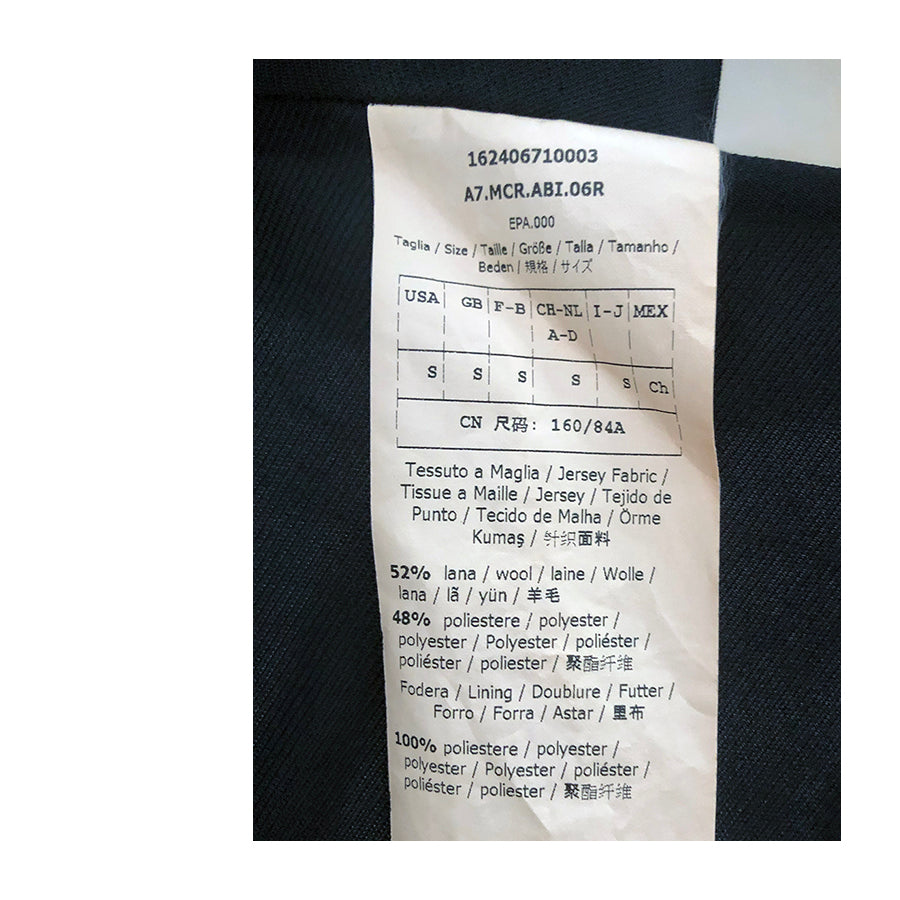 162406710003
A7.MCR.ABI.06R
EPA.000
Taglia / Size / Taille / Größe / Talla / Tamanho /
Beden / 規格 / サイズ
USA GB F-B CH-NL I-J MEX
A-D
S S S S S Ch
CN 尺码: 160/84A
Tessuto a Maglia / Jersey Fabric /
Tissue a Maille / Jersey / Tejido de
Punto / Tecido de Malha / Örme
Kumaş / 针织面料
52% lana / wool / laine / Wolle /
lana / lã / yün / 羊毛
48% poliestere / polyester /
polyester / Polyester / poliéster /
poliéster / poliester / 聚酯纤维
Fodera / Lining / Doublure / Futter /
Forro / Forra / Astar / 里布
100% poliestere / polyester /
polyester / Polyester / poliéster /
poliéster / poliester / 聚酯纤维